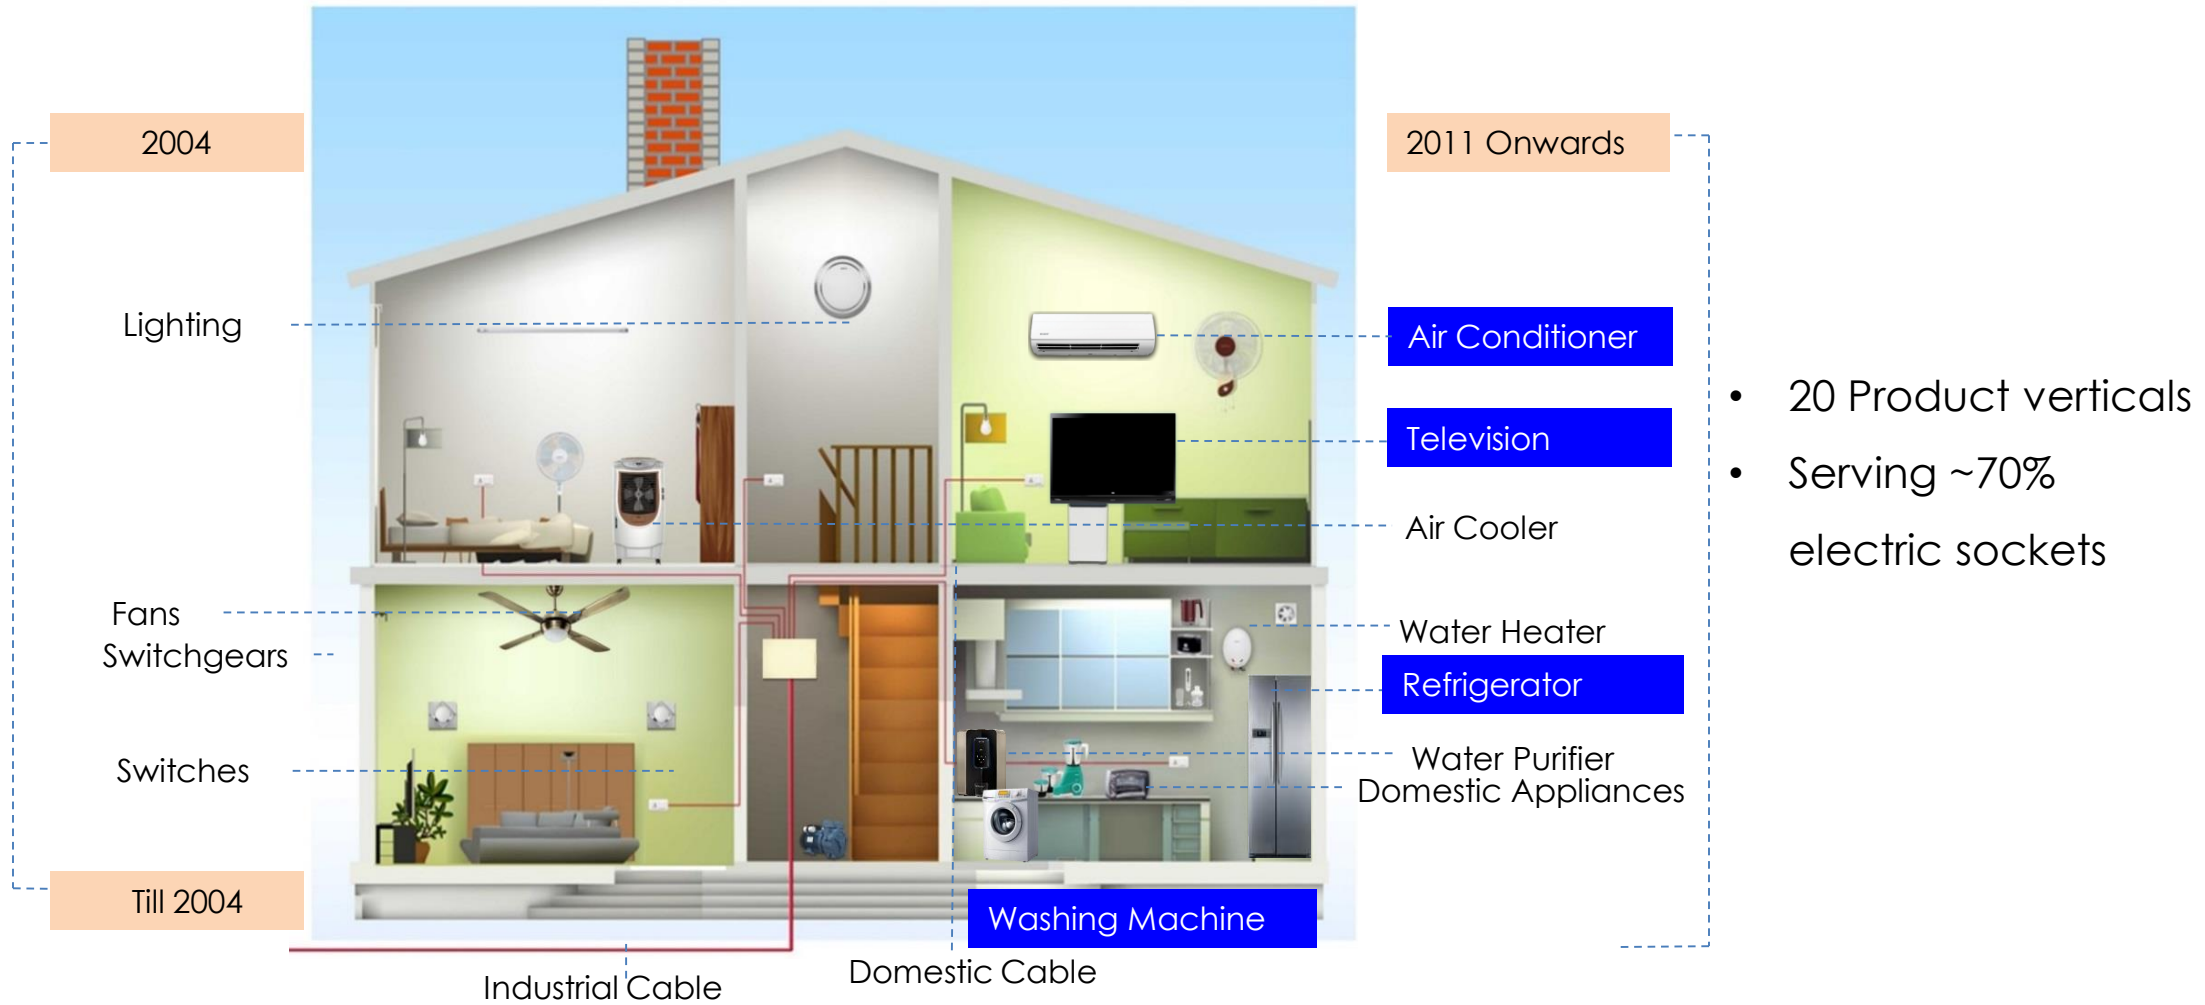 2004
Lighting
Fans
Switchgears
Switches
Till 2004
Industrial Cable
Domestic Cable
Washing Machine
2011 Onwards
Air Conditioner
Television
Air Cooler
Water Heater
Refrigerator
Water Purifier
Domestic Appliances
• 20 Product verticals
• Serving ~70%
electric sockets